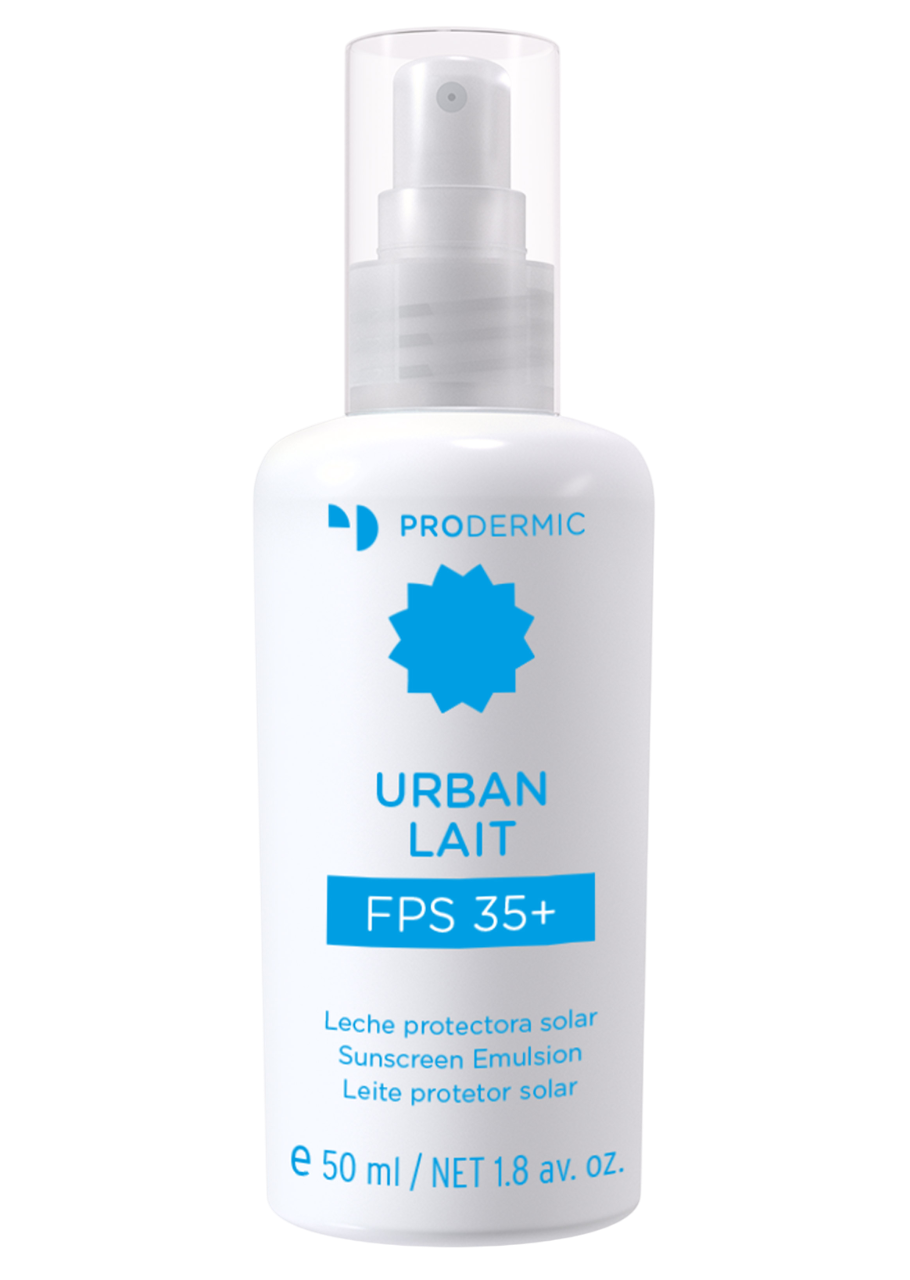 PRODERMIC
URBAN
LAIT
FPS 35+
Leche protectora solar
Sunscreen Emulsion
Leite protetor solar
e 50 ml / NET 1.8 av. oz.